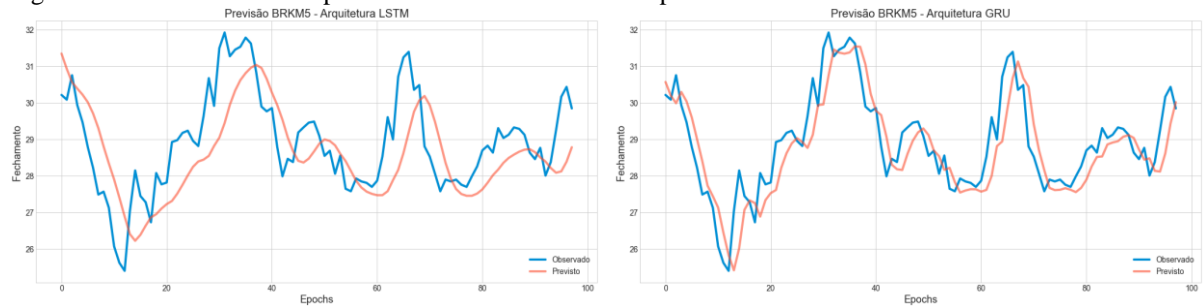 Previsão BRKM5 - Arquitetura LSTM
32
31
30
29
28
27
26
Fechamento
0
20
40
60
80
100
Epochs
Observado
Previsto
Previsão BRKM5 - Arquitetura GRU
32
31
30
29
28
27
26
Fechamento
0
20
40
60
80
100
Epochs
Observado
Previsto